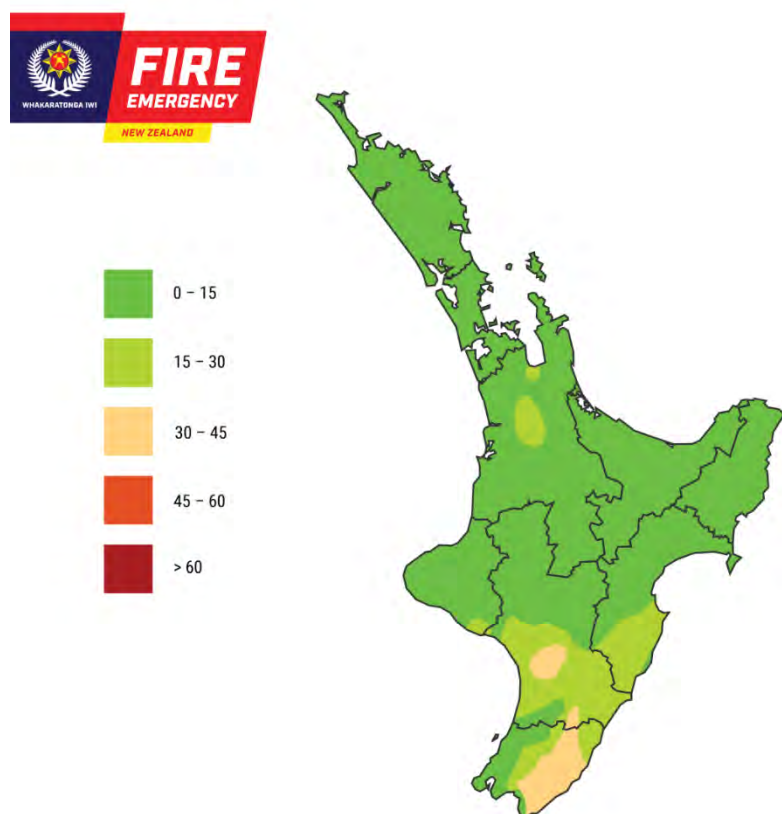 FIRE
EMERGENCY
WHAKARATONGA IWI
NEW ZEALAND
0 – 15
15 – 30
30 – 45
45 – 60
> 60